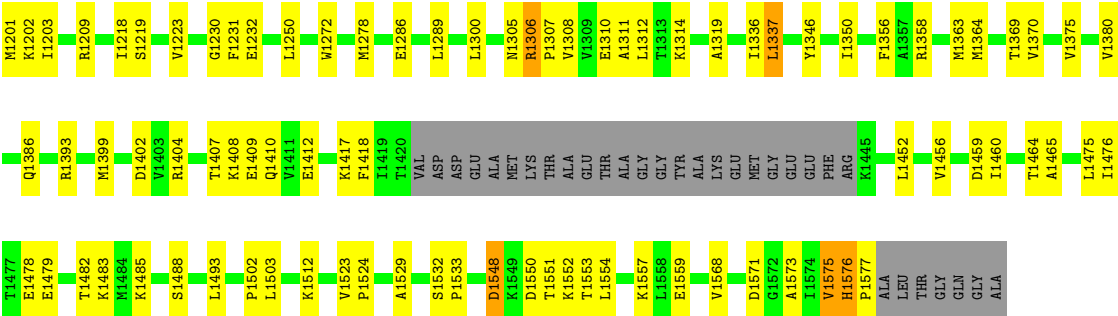 M1201 K1202 I1203 R1209 I1218 S1219 V1223 G1230 F1231 E1232 L1250 W1272 M1278 E1286 L1289 L1300 N1305 R1306 P1307 V1308 V1309 E1310 A1311 L1312 T1313 K1314 A1319 I1336 L1337 Y1346 I1350 F1356 A1357 R1358 M1363 M1364 T1369 V1370 V1375 V1380
Q1386 R1393 M1399 D1402 V1403 R1404 T1407 K1408 E1409 Q1410 V1411 E1412 K1417 F1418 I1419 T1420 VAL ASP ASP GLU ALA MET LYS THR ALA GLU THR ALA GLY GLY TYR ALA LYS GLU MET GLY GLU GLU PHE ARG K1445 L1452 V1456 D1459 I1460 T1464 A1465 L1475 I1476
T1477 E1478 E1479 T1482 K1483 M1484 K1485 S1488 L1493 P1502 L1503 K1512 V1523 P1524 A1529 S1532 P1533 D1548 K1549 D1550 T1551 K1552 T1553 L1554 K1557 L1558 E1559 V1568 D1571 G1572 A1573 I1574 V1575 H1576 P1577 ALA LEU THR GLY GLN GLY ALA